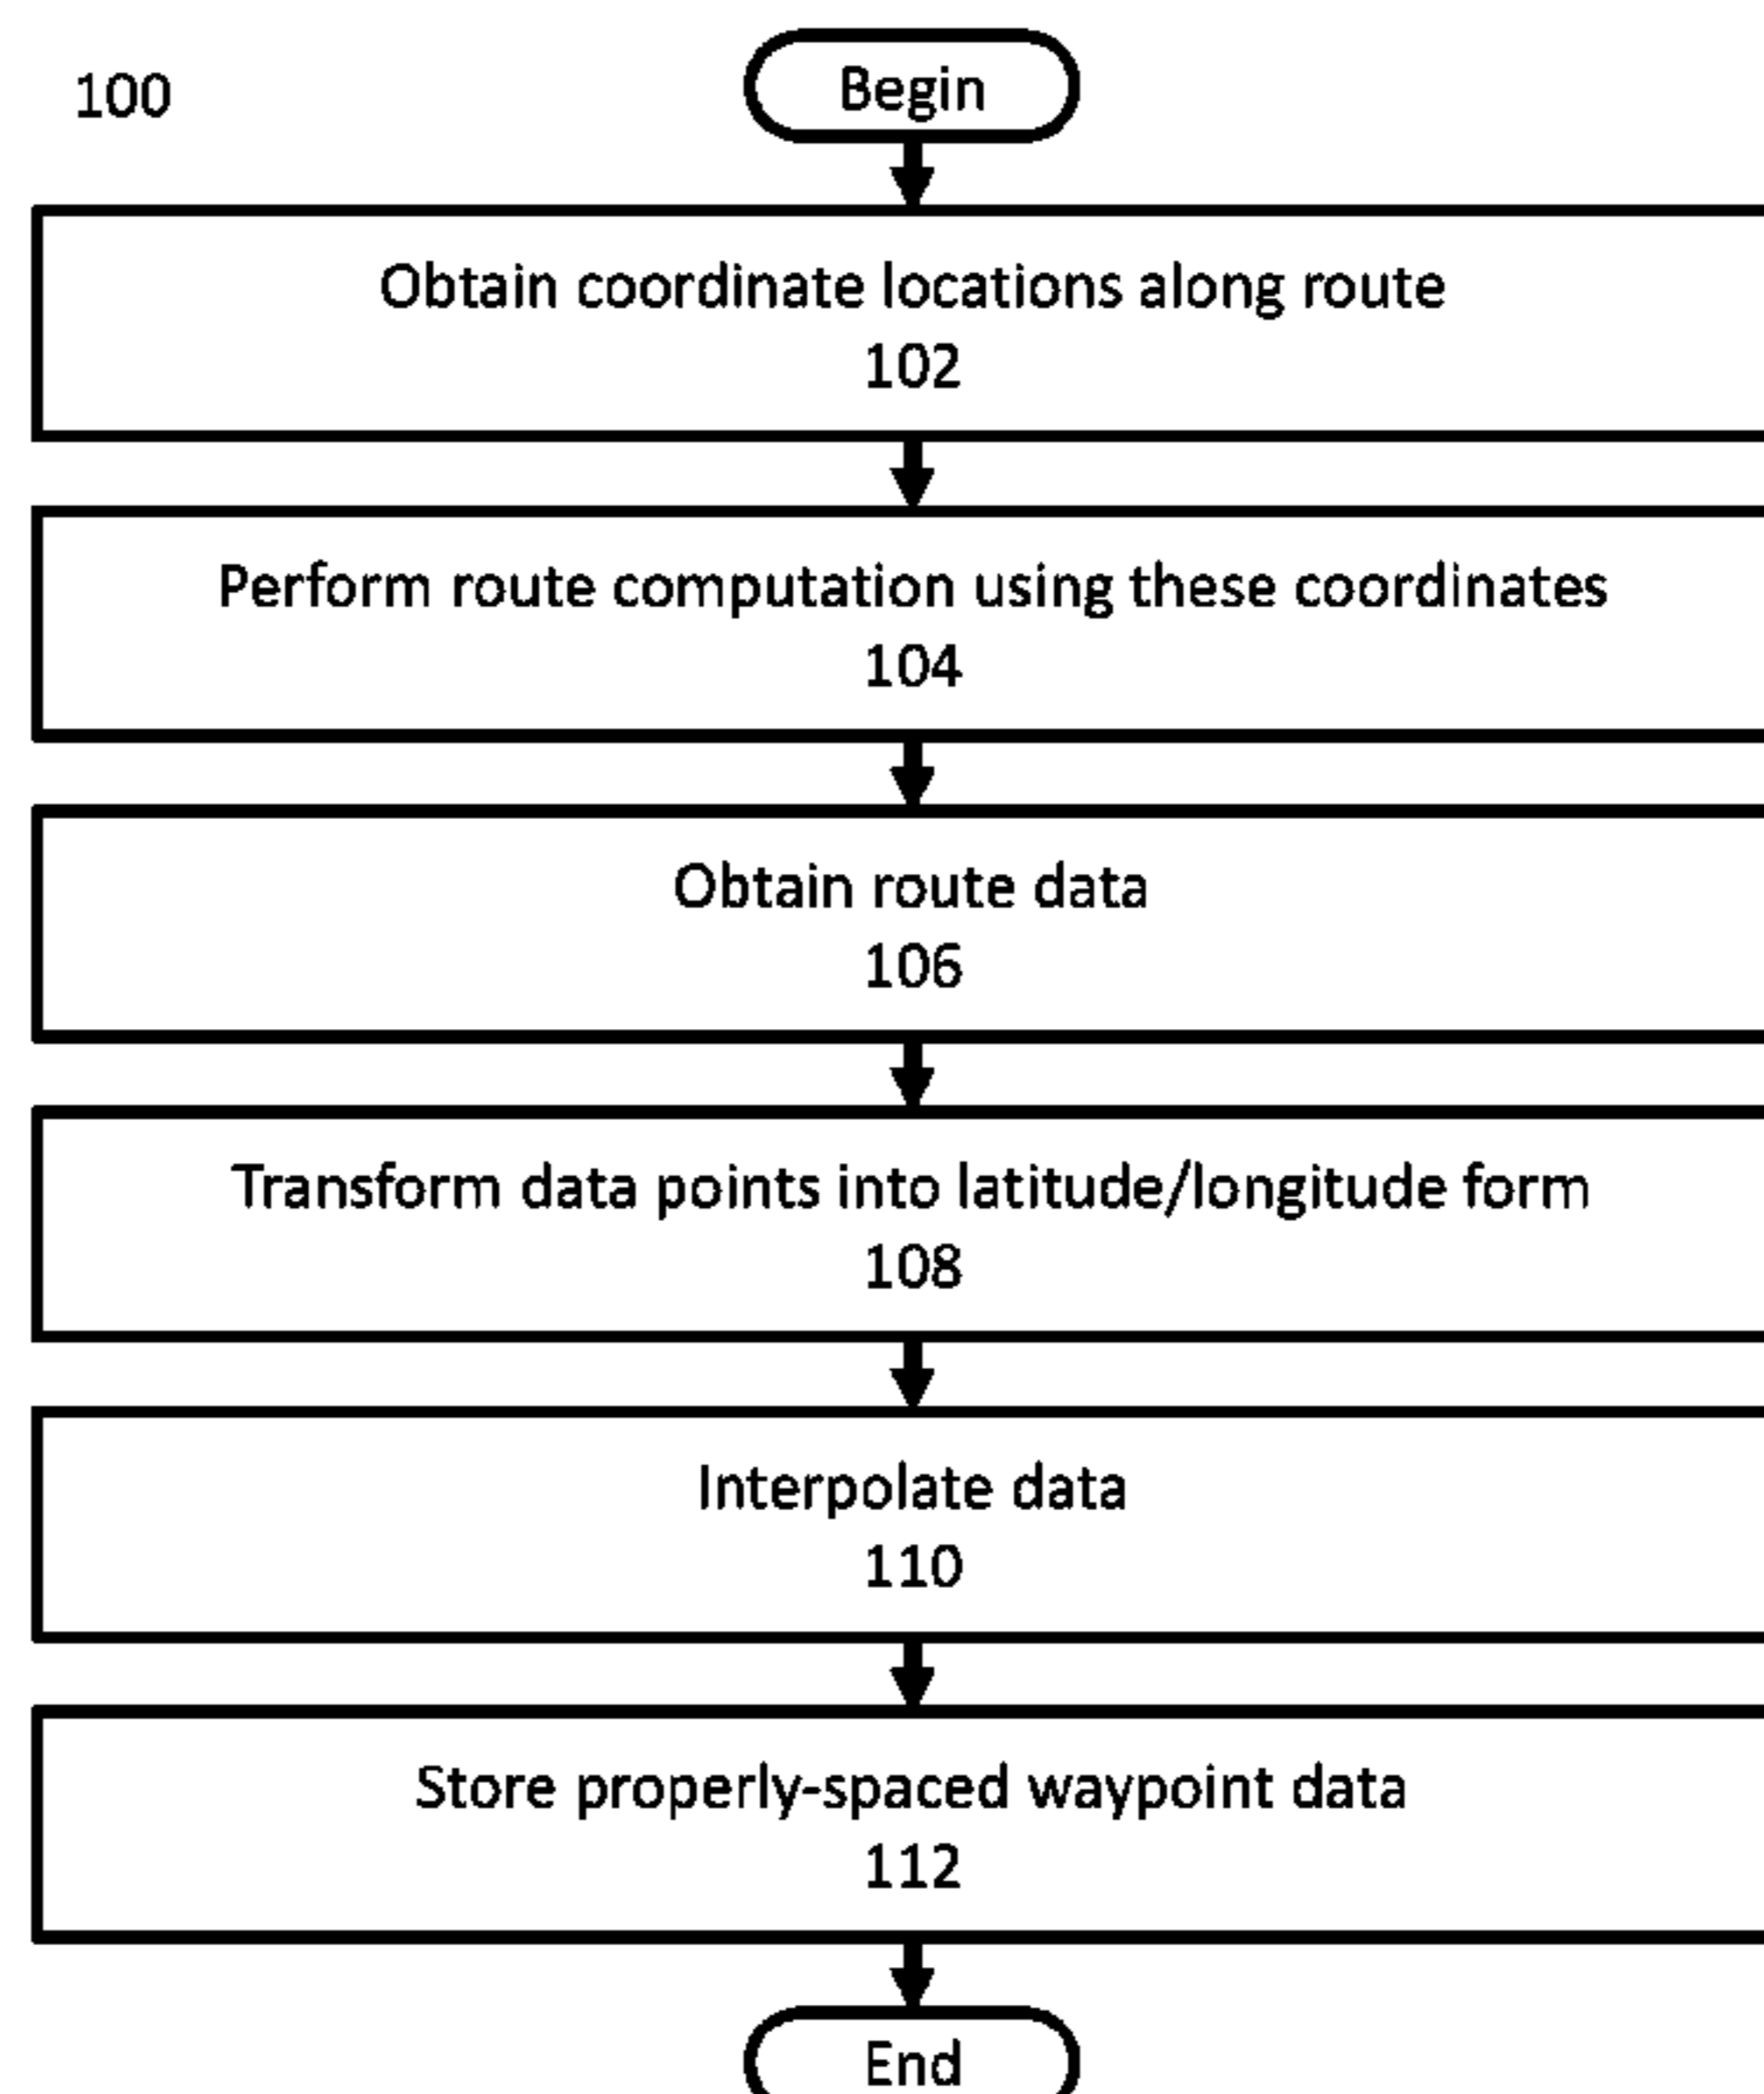 100
Begin
Obtain coordinate locations along route
102
Perform route computation using these coordinates
104
Obtain route data
106
Transform data points into latitude/longitude form
108
Interpolate data
110
Store properly-spaced waypoint data
112
End